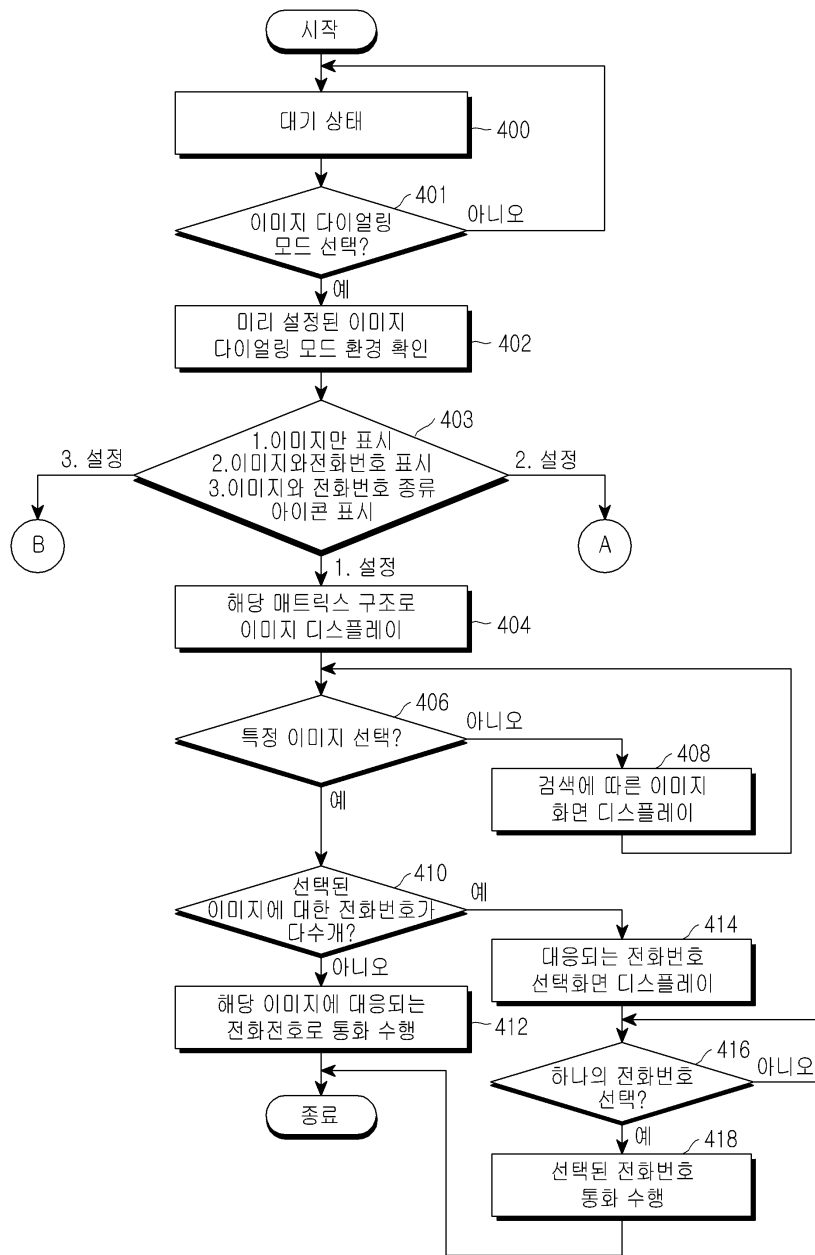 시작
대기 상태
400
401
이미지 다이얼링
모드 선택?
아니오
예
미리 설정된 이미지
다이얼링 모드 환경 확인
402
403
3. 설정
1.이미지만 표시
2.이미지와전화번호 표시
3.이미지와 전화번호 종류
아이콘 표시
2. 설정
B
A
1. 설정
해당 매트릭스 구조로
이미지 디스플레이
404
406
특정 이미지 선택?
아니오
예
408
검색에 따른 이미지
화면 디스플레이
410
선택된
이미지에 대한 전화번호가
다수개?
예
아니오
414
대응되는 전화번호
선택화면 디스플레이
해당 이미지에 대응되는
전화전호로 통화 수행
412
416
하나의 전화번호
선택?
아니오
예
종료
418
선택된 전화번호
통화 수행